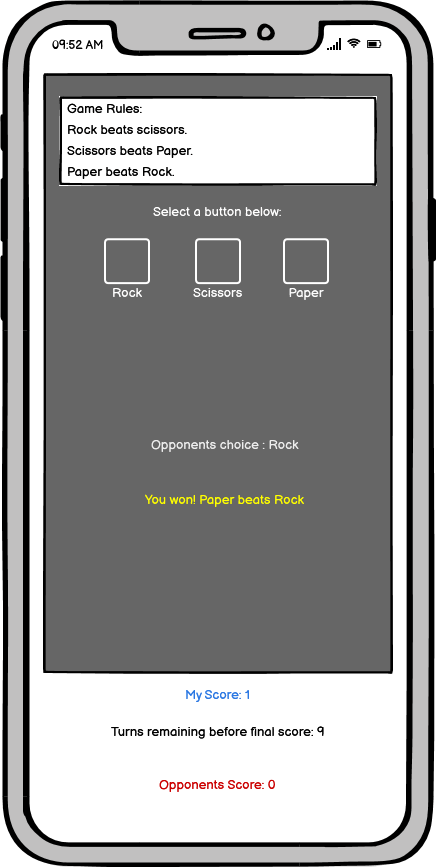 09:52 AM
Game Rules:
Rock beats scissors.
Scissors beats Paper.
Paper beats Rock.
Select a button below:
Rock Scissors Paper
Opponents choice : Rock
You won! Paper beats Rock
My Score: 1
Turns remaining before final score: 9
Opponents Score: 0